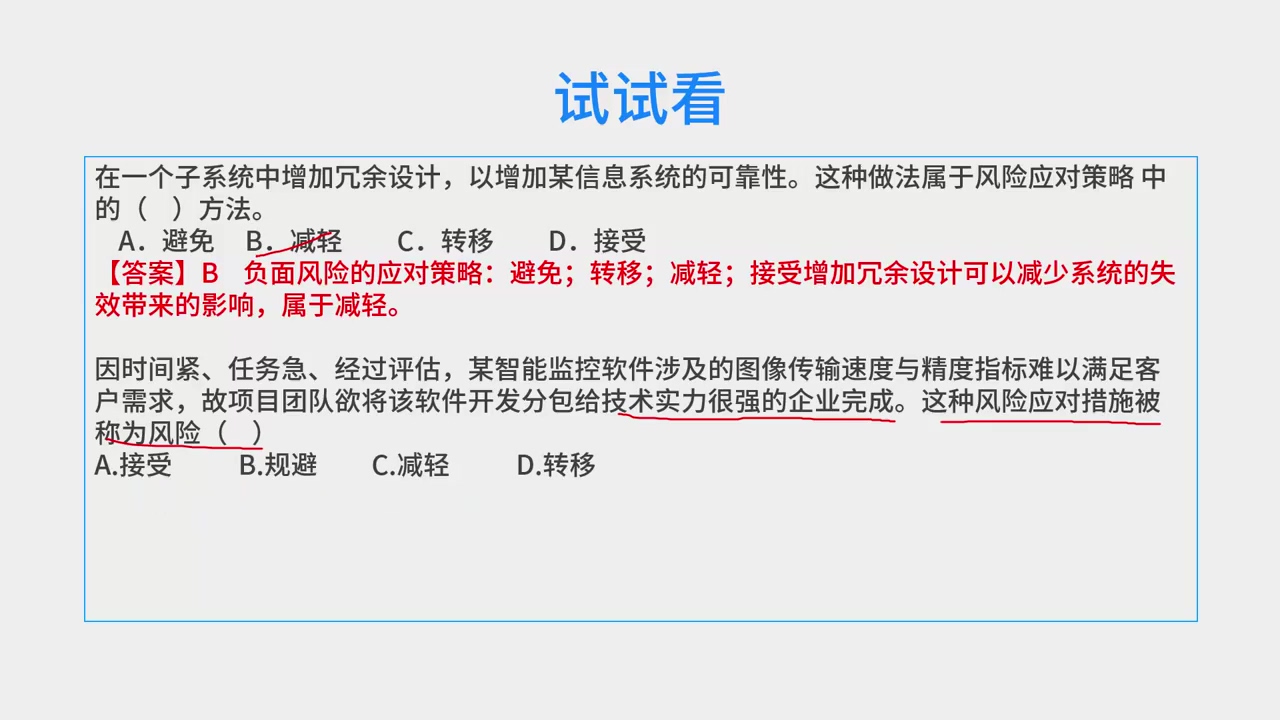 试试看
在一个子系统中增加冗余设计，以增加某信息系统的可靠性。这种做法属于风险应对策略 中
的（  ）方法。
A．避免 B．减轻 C．转移 D．接受
【答案】B 负面风险的应对策略：避免；转移；减轻；接受增加冗余设计可以减少系统的失
效带来的影响，属于减轻。
因时间紧、任务急、经过评估，某智能监控软件涉及的图像传输速度与精度指标难以满足客
户需求，故项目团队欲将该软件开发分包给技术实力很强的企业完成。这种风险应对措施被
称为风险（  ）
A.接受 B.规避 C.减轻 D.转移